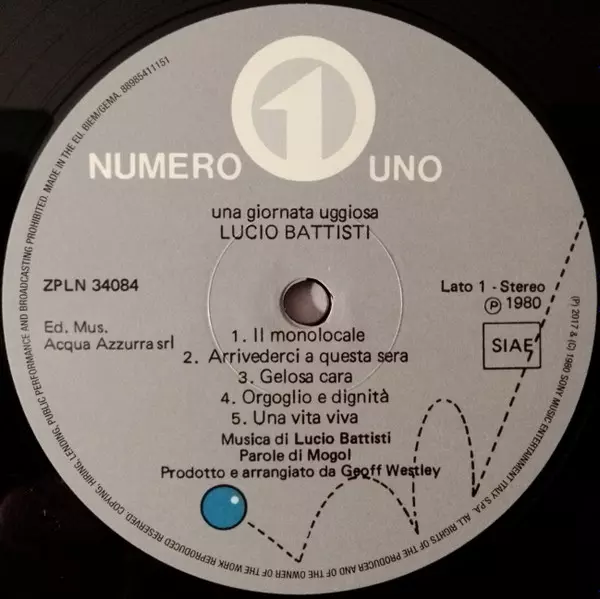 NUMERO 1 UNO
una giornata uggiosa
LUCIO BATTISTI
ZPLN 34084
Lato 1 - Stereo
Ⓟ 1980
Ed. Mus.
Acqua Azzurra srl
SIAE
1. Il monolocale
2. Arrivederci a questa sera
3. Gelosa cara
4. Orgoglio e dignità
5. Una vita viva
Musica di Lucio Battisti
Parole di Mogol
Prodotto e arrangiato da Geoff Westley
(P) 2017 & (C) 1980 SONY MUSIC ENTERTAINMENT ITALY S.P.A. ALL RIGHTS OF THE PRODUCER AND OF THE OWNER OF THE WORK REPRODUCED RESERVED. COPYING, HIRING, LENDING, PUBLIC PERFORMANCE AND BROADCASTING PROHIBITED. MADE IN THE EU. BIEM/GEMA. 88985411151